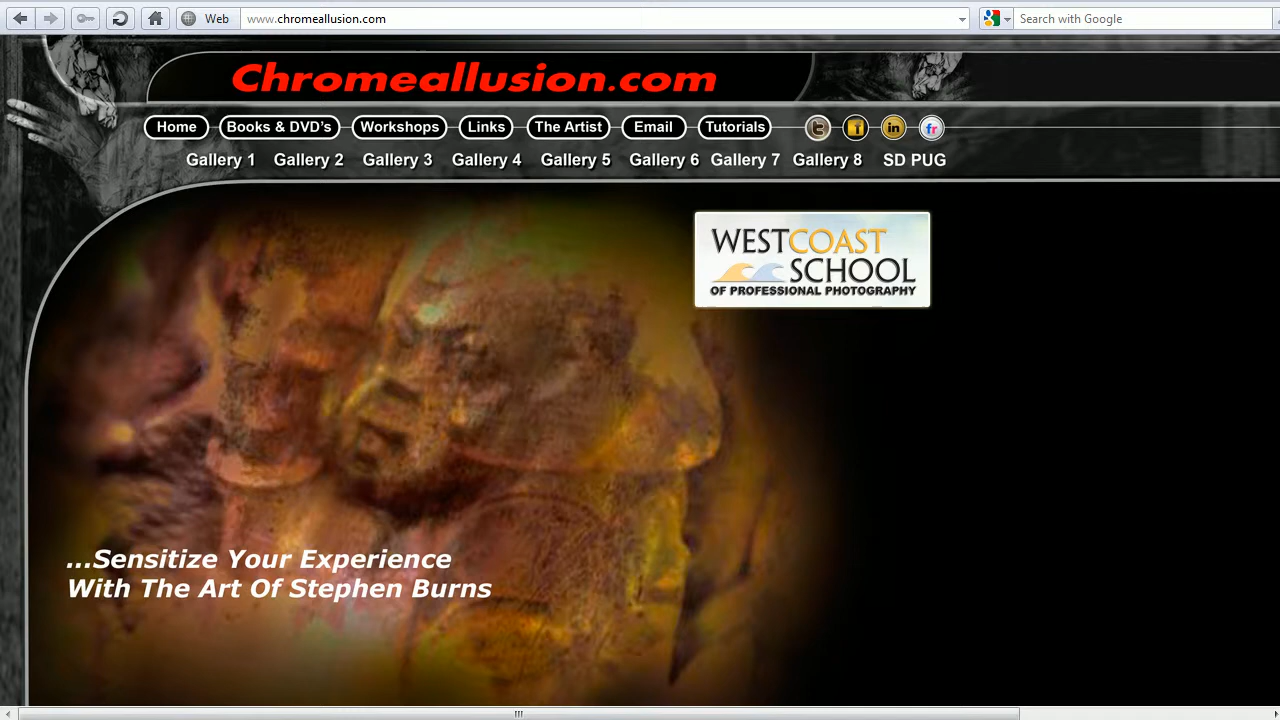 Web www.chromeallusion.com Search with Google
Chromeallusion.com
Home Books & DVD's Workshops Links The Artist Email Tutorials t f in fr
Gallery 1 Gallery 2 Gallery 3 Gallery 4 Gallery 5 Gallery 6 Gallery 7 Gallery 8 SD PUG
WESTCOAST
SCHOOL
OF PROFESSIONAL PHOTOGRAPHY
...Sensitize Your Experience
With The Art Of Stephen Burns